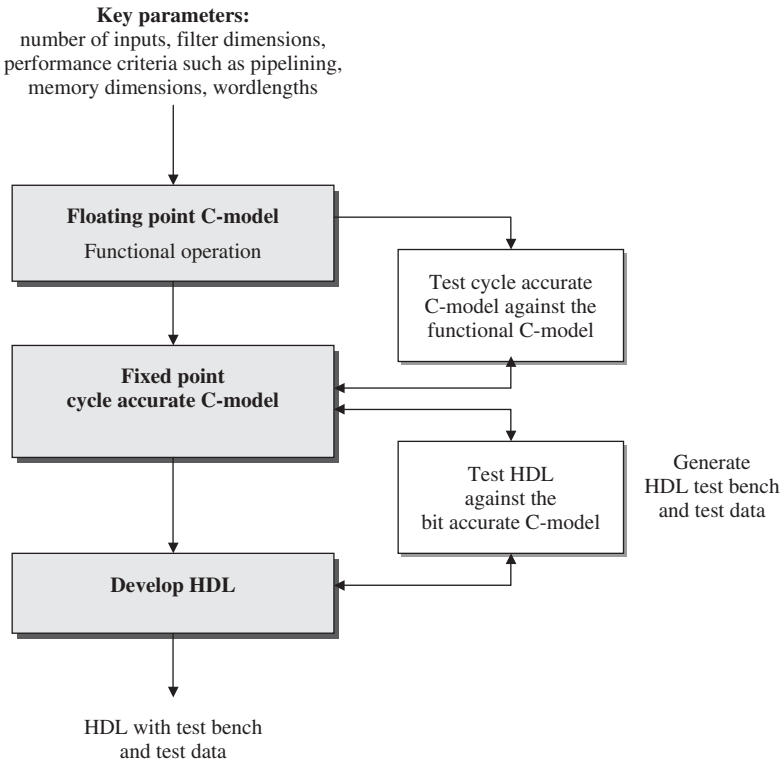 Key parameters:
number of inputs, filter dimensions,
performance criteria such as pipelining,
memory dimensions, wordlengths
Floating point C-model
Functional operation
Test cycle accurate
C-model against the
functional C-model
Fixed point
cycle accurate C-model
Test HDL
against the
bit accurate C-model
Generate
HDL test bench
and test data
Develop HDL
HDL with test bench
and test data